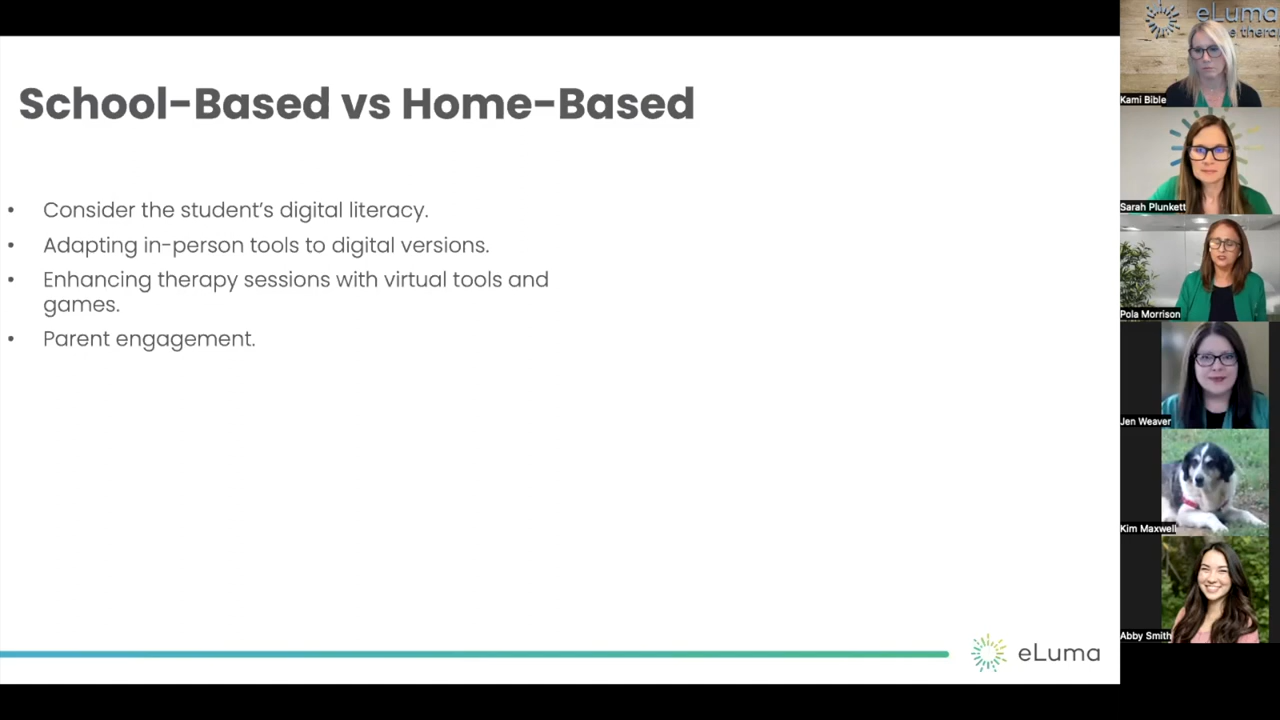 School-Based vs Home-Based
• Consider the student's digital literacy.
• Adapting in-person tools to digital versions.
• Enhancing therapy sessions with virtual tools and
games.
• Parent engagement.
eLuma
eLuma
Kami Bible
Sarah Plunkett
Pola Morrison
Jen Weaver
Kim Maxwell
Abby Smith